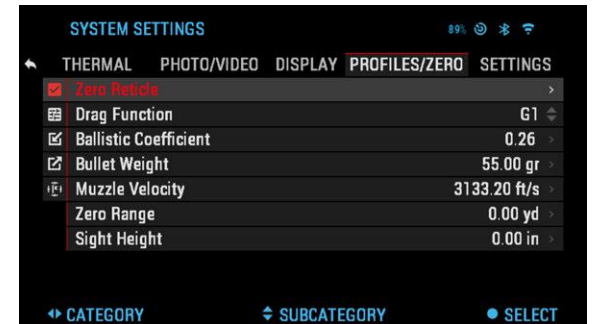 SYSTEM SETTINGS 89%
THERMAL PHOTO/VIDEO DISPLAY PROFILES/ZERO SETTINGS
Zero Reticle
Drag Function G1
Ballistic Coefficient 0.26
Bullet Weight 55.00 gr
Muzzle Velocity 3133.20 ft/s
Zero Range 0.00 yd
Sight Height 0.00 in
CATEGORY SUBCATEGORY SELECT